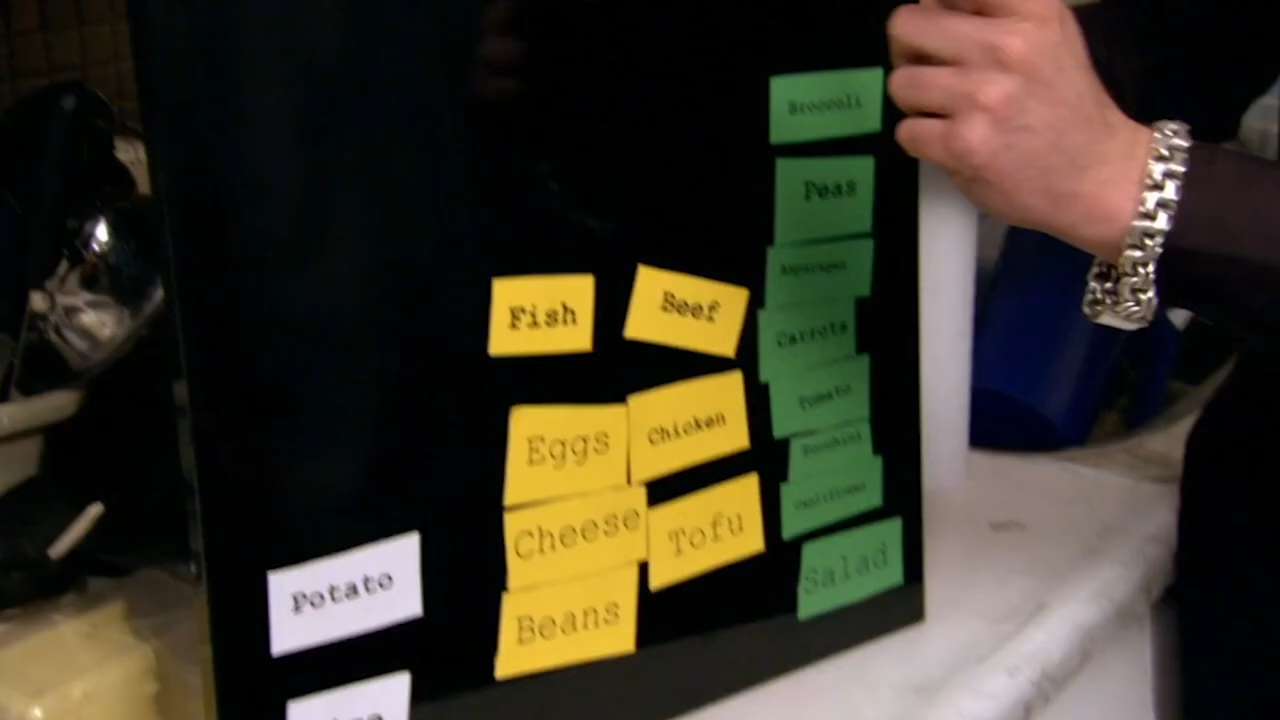 Broccoli
Peas
Asparagus
Carrots
Tomato
Zucchini
Cauliflower
Salad
Fish
Beef
Eggs
Chicken
Cheese
Tofu
Beans
Potato